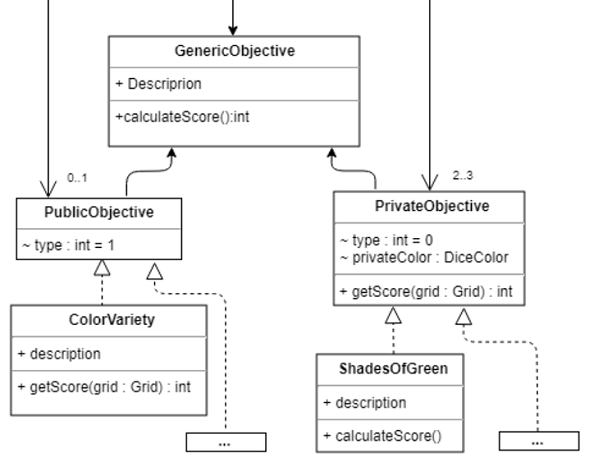 GenericObjective
+ Descriprion
+calculateScore():int
0..1
2..3
PublicObjective
~ type : int = 1
PrivateObjective
~ type : int = 0
~ privateColor : DiceColor
+ getScore(grid : Grid) : int
ColorVariety
+ description
+ getScore(grid : Grid) : int
ShadesOfGreen
+ description
+ calculateScore()
...
...